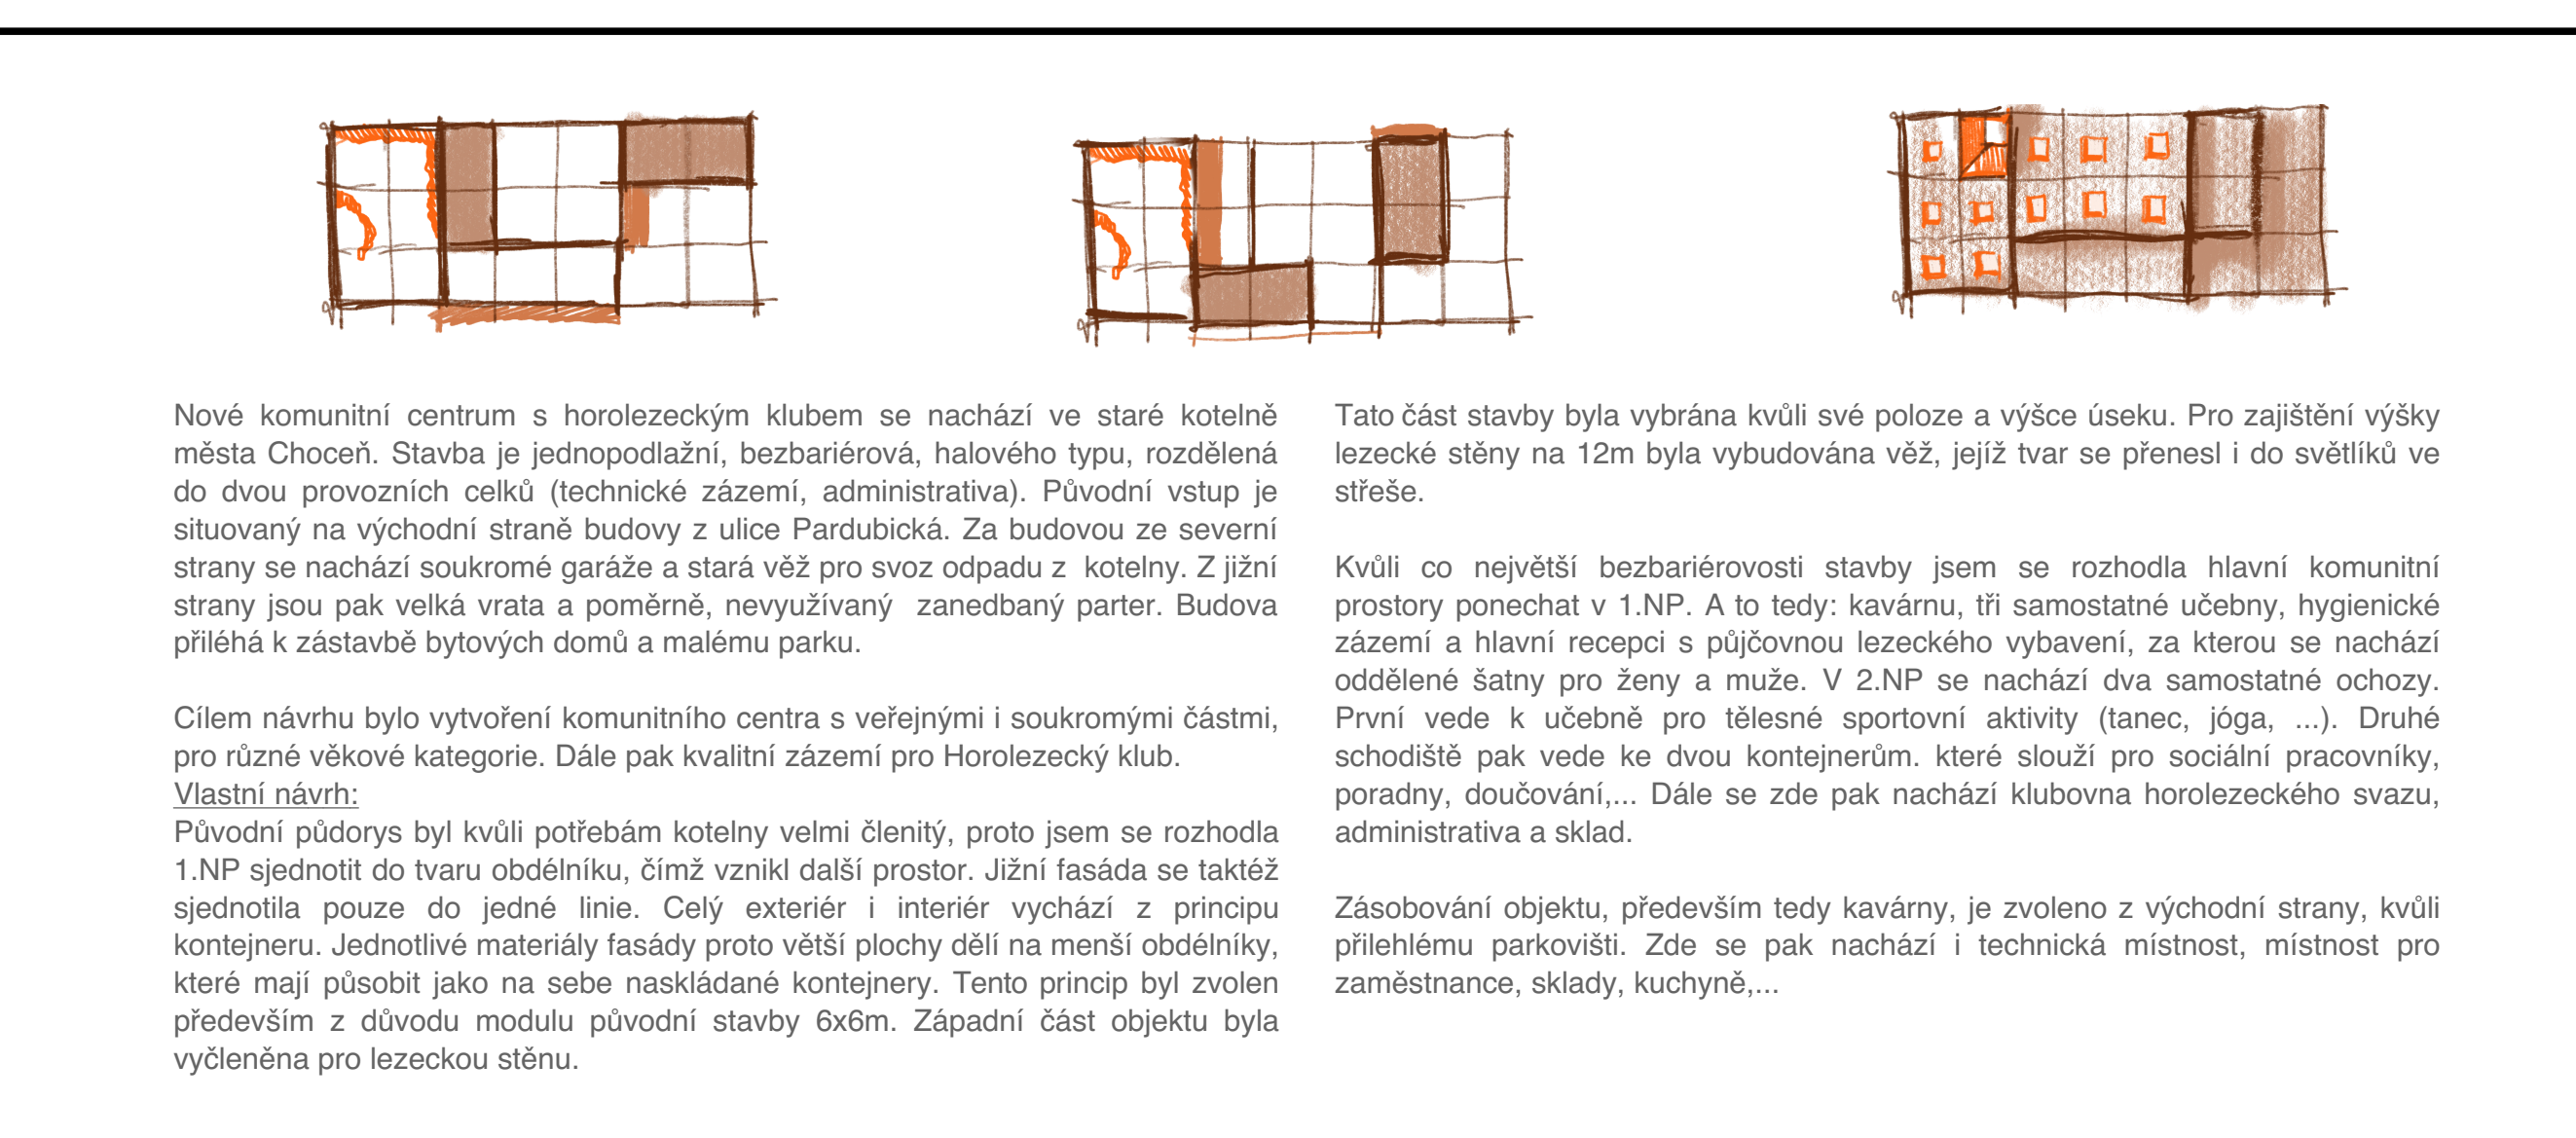 Nové komunitní centrum s horolezeckým klubem se nachází ve staré kotelně
města Choceň. Stavba je jednopodlažní, bezbariérová, halového typu, rozdělená
do dvou provozních celků (technické zázemí, administrativa). Původní vstup je
situovaný na východní straně budovy z ulice Pardubická. Za budovou ze severní
strany se nachází soukromé garáže a stará věž pro svoz odpadu z  kotelny. Z jižní
strany jsou pak velká vrata a poměrně, nevyužívaný  zanedbaný parter. Budova
přiléhá k zástavbě bytových domů a malému parku.

Cílem návrhu bylo vytvoření komunitního centra s veřejnými i soukromými částmi,
pro různé věkové kategorie. Dále pak kvalitní zázemí pro Horolezecký klub.
Vlastní návrh:
Původní půdorys byl kvůli potřebám kotelny velmi členitý, proto jsem se rozhodla
1.NP sjednotit do tvaru obdélníku, čímž vznikl další prostor. Jižní fasáda se taktéž
sjednotila pouze do jedné linie. Celý exteriér i interiér vychází z principu
kontejneru. Jednotlivé materiály fasády proto větší plochy dělí na menší obdélníky,
které mají působit jako na sebe naskládané kontejnery. Tento princip byl zvolen
především z důvodu modulu původní stavby 6x6m. Západní část objektu byla
vyčleněna pro lezeckou stěnu.

Tato část stavby byla vybrána kvůli své poloze a výšce úseku. Pro zajištění výšky
lezecké stěny na 12m byla vybudována věž, jejíž tvar se přenesl i do světlíků ve
střeše.

Kvůli co největší bezbariérovosti stavby jsem se rozhodla hlavní komunitní
prostory ponechat v 1.NP. A to tedy: kavárnu, tři samostatné učebny, hygienické
zázemí a hlavní recepci s půjčovnou lezeckého vybavení, za kterou se nachází
oddělené šatny pro ženy a muže. V 2.NP se nachází dva samostatné ochozy.
První vede k učebně pro tělesné sportovní aktivity (tanec, jóga, ...). Druhé
schodiště pak vede ke dvou kontejnerům. které slouží pro sociální pracovníky,
poradny, doučování,... Dále se zde pak nachází klubovna horolezeckého svazu,
administrativa a sklad.

Zásobování objektu, především tedy kavárny, je zvoleno z východní strany, kvůli
přilehlému parkovišti. Zde se pak nachází i technická místnost, místnost pro
zaměstnance, sklady, kuchyně,...